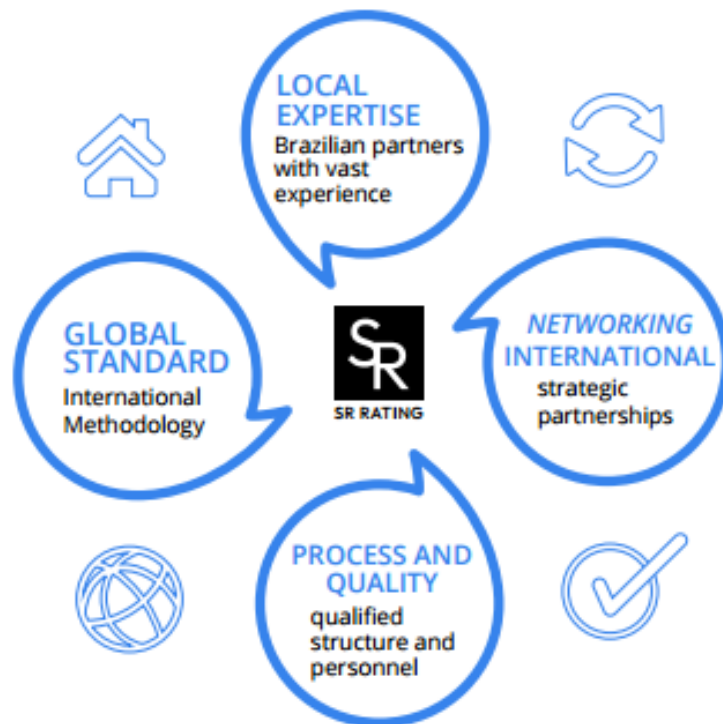 LOCAL
EXPERTISE
Brazilian partners
with vast
experience
GLOBAL
STANDARD
International
Methodology
SR
SR RATING
NETWORKING
INTERNATIONAL
strategic
partnerships
PROCESS AND
QUALITY
qualified
structure and
personnel